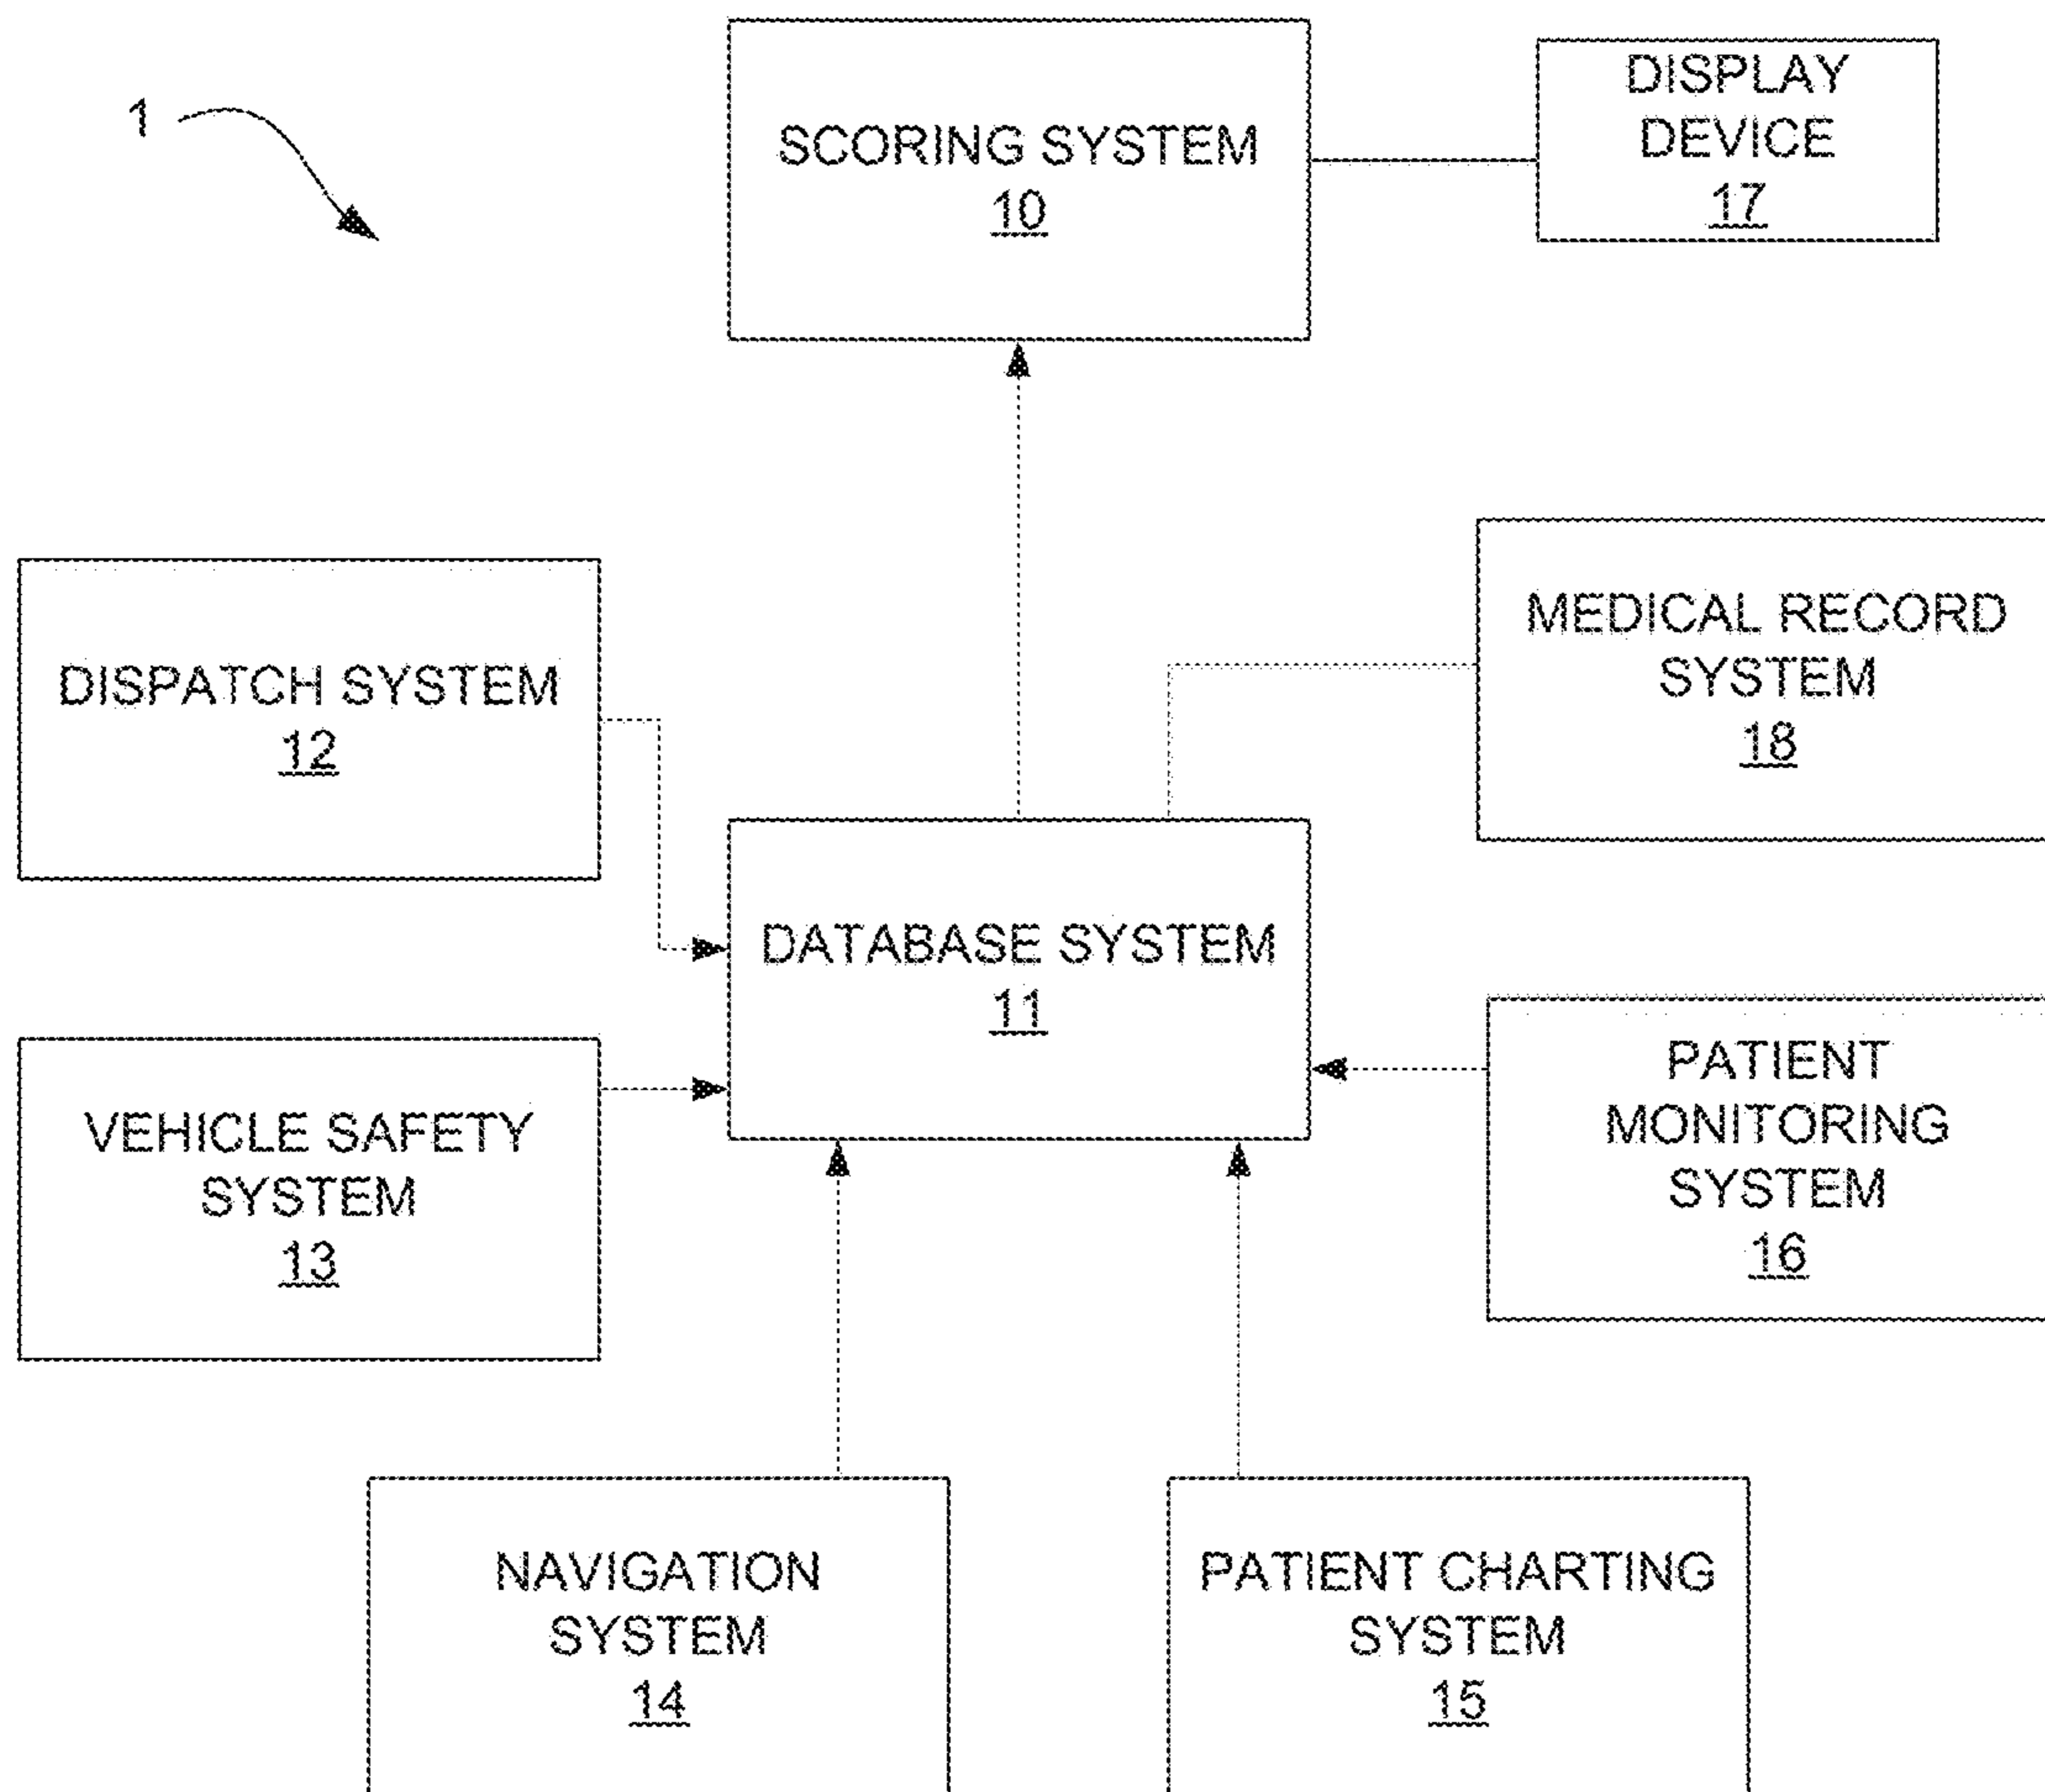 1
SCORING SYSTEM
10
DISPLAY
DEVICE
17
DISPATCH SYSTEM
12
MEDICAL RECORD
SYSTEM
18
DATABASE SYSTEM
11
VEHICLE SAFETY
SYSTEM
13
PATIENT
MONITORING
SYSTEM
16
NAVIGATION
SYSTEM
14
PATIENT CHARTING
SYSTEM
15